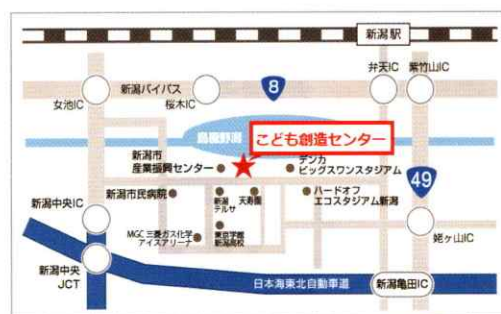 新潟駅
弁天IC
紫竹山IC
新潟バイパス
8
女池IC
桜木IC
鳥屋野潟
こども創造センター
新潟市
産業振興センター
デンカ
ビッグスワンスタジアム
49
新潟市民病院
新潟
テルサ
天寿園
ハードオフ
エコスタジアム新潟
新潟中央IC
MGC三菱ガス化学
アイスアリーナ
東京学館
新潟高校
姥ヶ山IC
新潟中央
JCT
日本海東北自動車道
新潟亀田IC